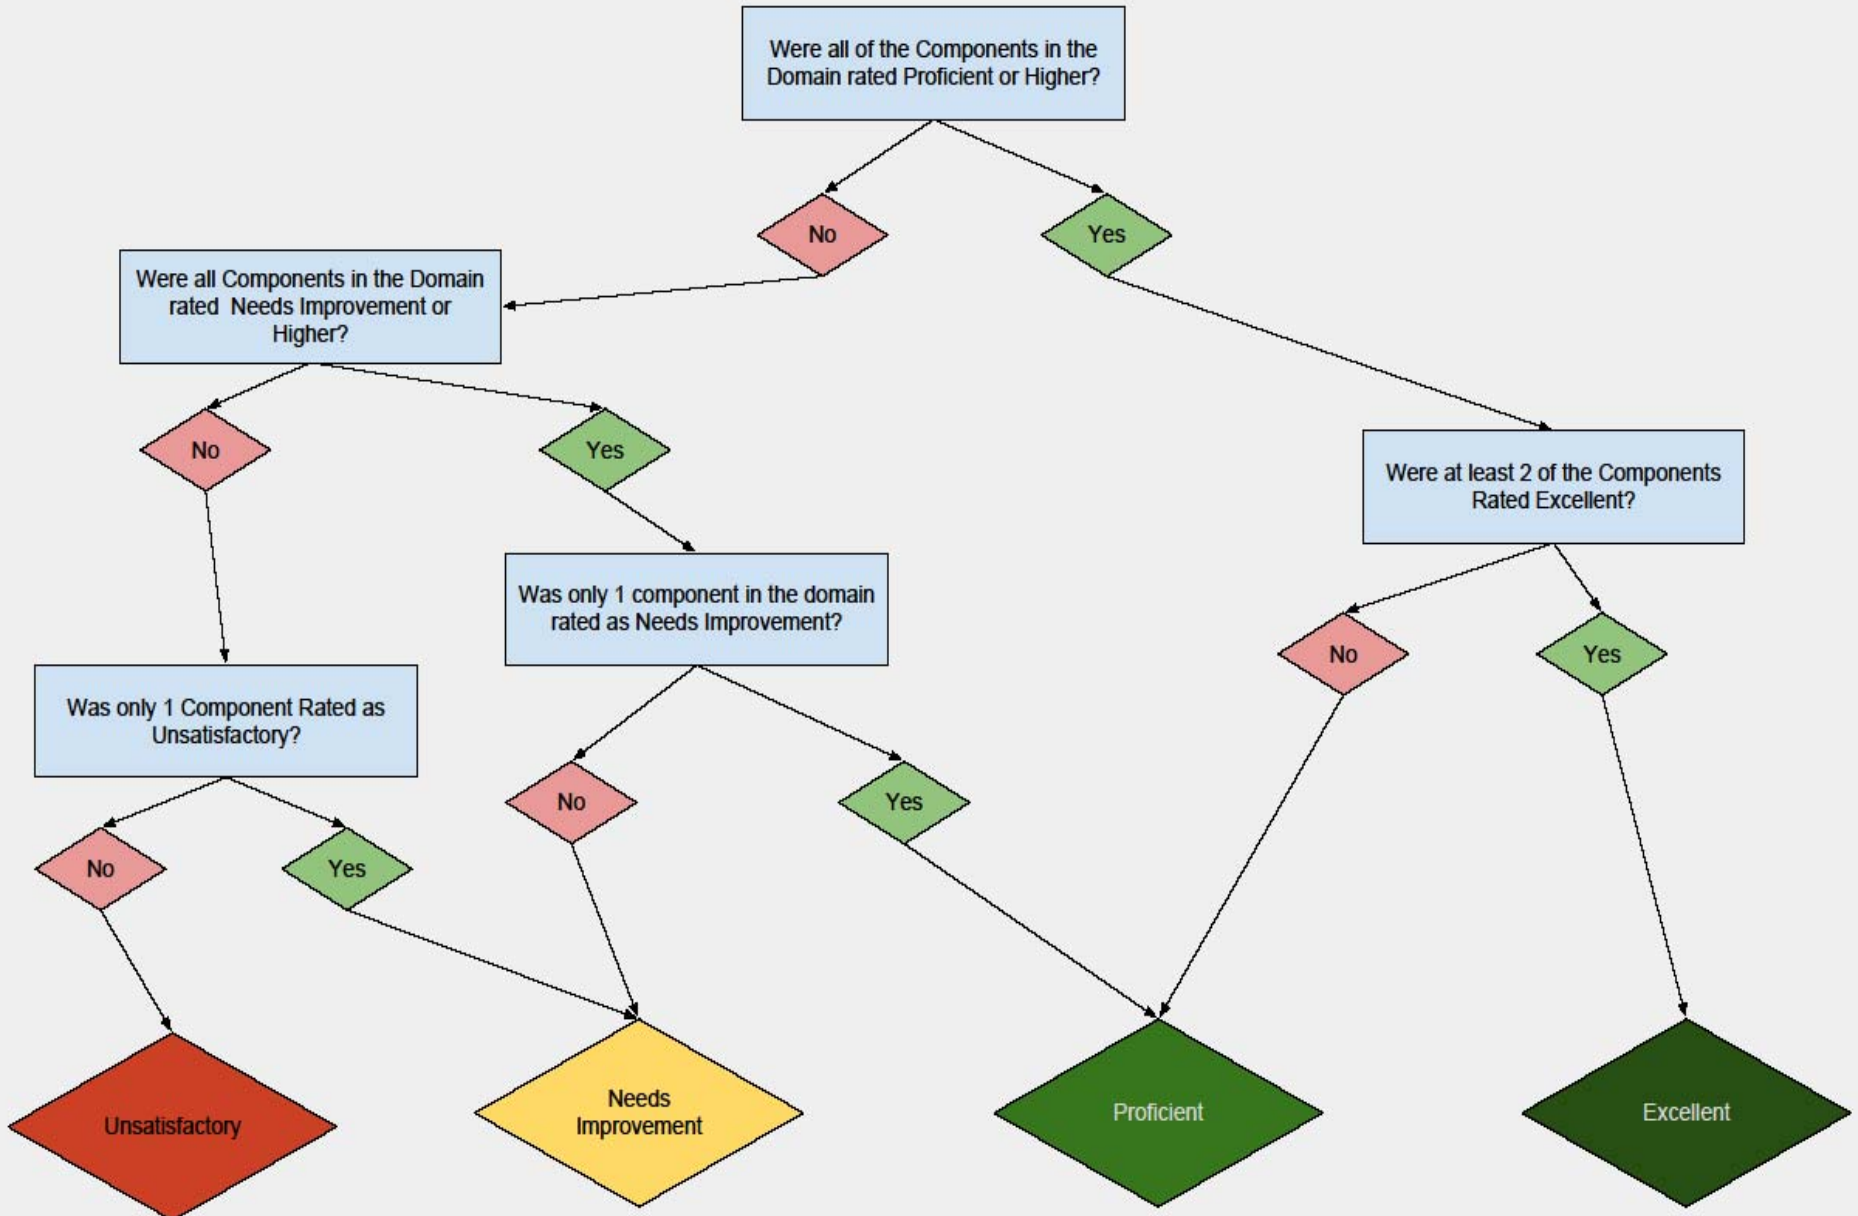 Were all of the Components in the
Domain rated Proficient or Higher?
No
Yes
Were all Components in the Domain
rated  Needs Improvement or
Higher?
No
Yes
Were at least 2 of the Components
Rated Excellent?
Was only 1 component in the domain
rated as Needs Improvement?
No
Yes
Was only 1 Component Rated as
Unsatisfactory?
No
Yes
No
Yes
Unsatisfactory
Needs
Improvement
Proficient
Excellent